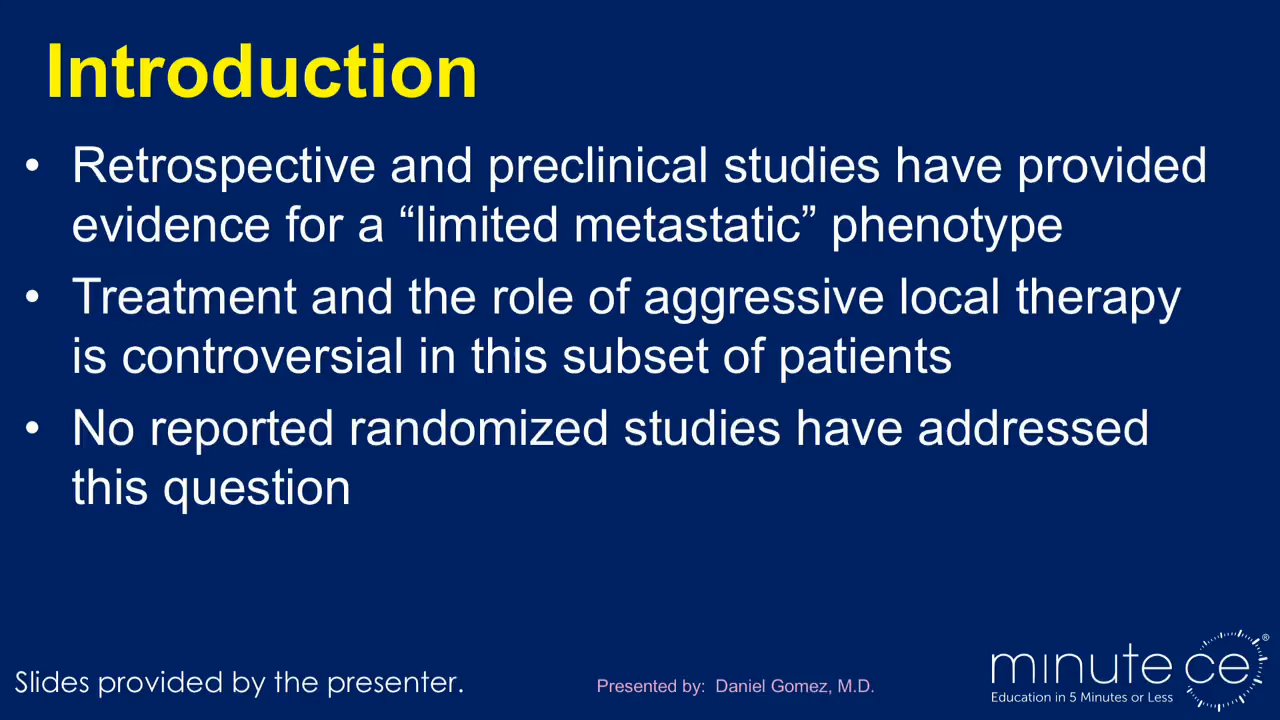 Introduction
• Retrospective and preclinical studies have provided
evidence for a “limited metastatic” phenotype
• Treatment and the role of aggressive local therapy
is controversial in this subset of patients
• No reported randomized studies have addressed
this question
Slides provided by the presenter.
Presented by: Daniel Gomez, M.D.
minute ce®
Education in 5 Minutes or Less